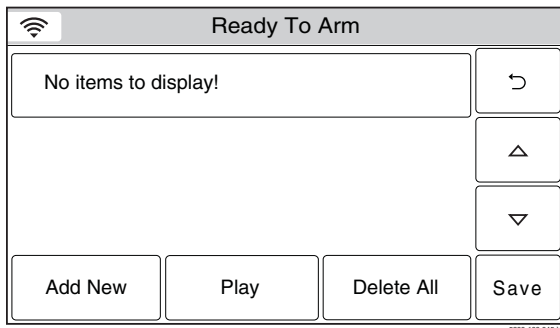 Ready To Arm
No items to display!
Add New
Play
Delete All
Save